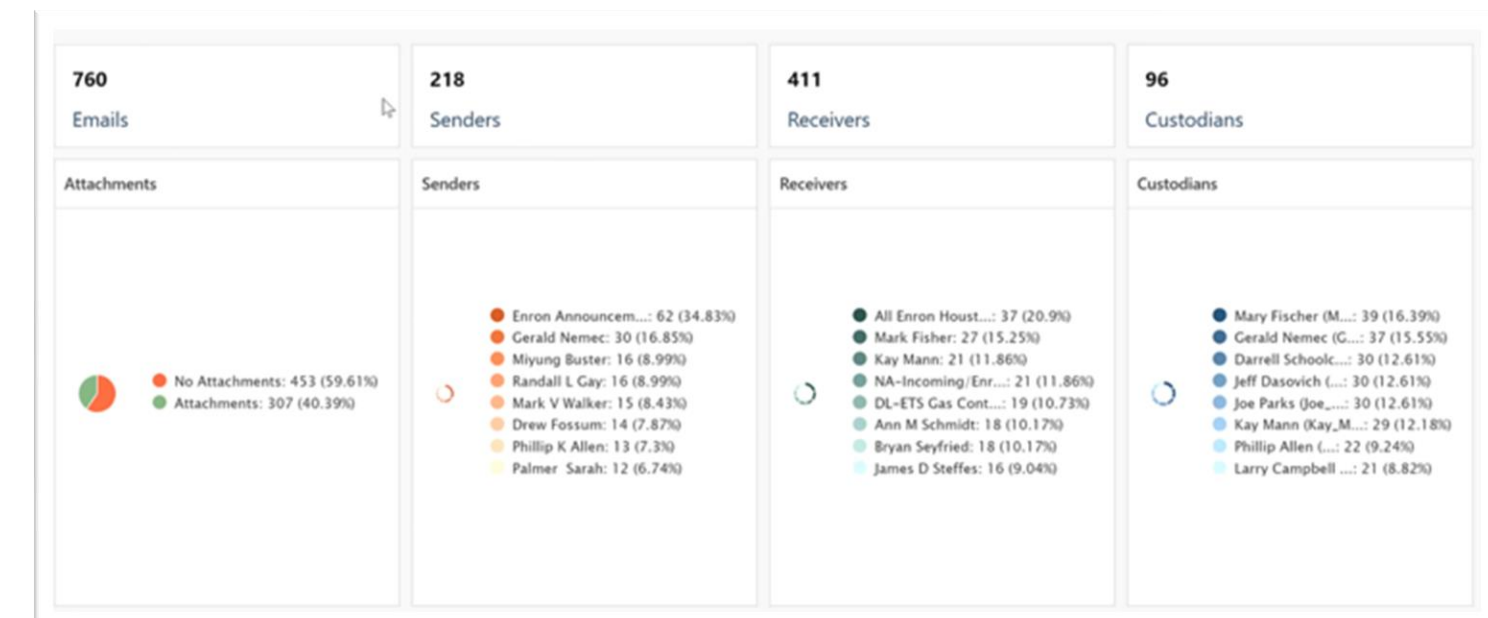 760
Emails
218
Senders
411
Receivers
96
Custodians
Attachments
No Attachments: 453 (59.61%)
Attachments: 307 (40.39%)
Senders
Enron Announcem...: 62 (34.83%)
Gerald Nemec: 30 (16.85%)
Miyung Buster: 16 (8.99%)
Randall L Gay: 16 (8.99%)
Mark V Walker: 15 (8.43%)
Drew Fossum: 14 (7.87%)
Phillip K Allen: 13 (7.3%)
Palmer Sarah: 12 (6.74%)
Receivers
All Enron Houst...: 37 (20.9%)
Mark Fisher: 27 (15.25%)
Kay Mann: 21 (11.86%)
NA-Incoming/Enr...: 21 (11.86%)
DL-ETS Gas Cont...: 19 (10.73%)
Ann M Schmidt: 18 (10.17%)
Bryan Seyfried: 18 (10.17%)
James D Steffes: 16 (9.04%)
Custodians
Mary Fischer (M...: 39 (16.39%)
Gerald Nemec (G...: 37 (15.55%)
Darrell Schoolc...: 30 (12.61%)
Jeff Dasovich (...: 30 (12.61%)
Joe Parks (Joe_...: 30 (12.61%)
Kay Mann (Kay_M...: 29 (12.18%)
Phillip Allen (...: 22 (9.24%)
Larry Campbell ...: 21 (8.82%)